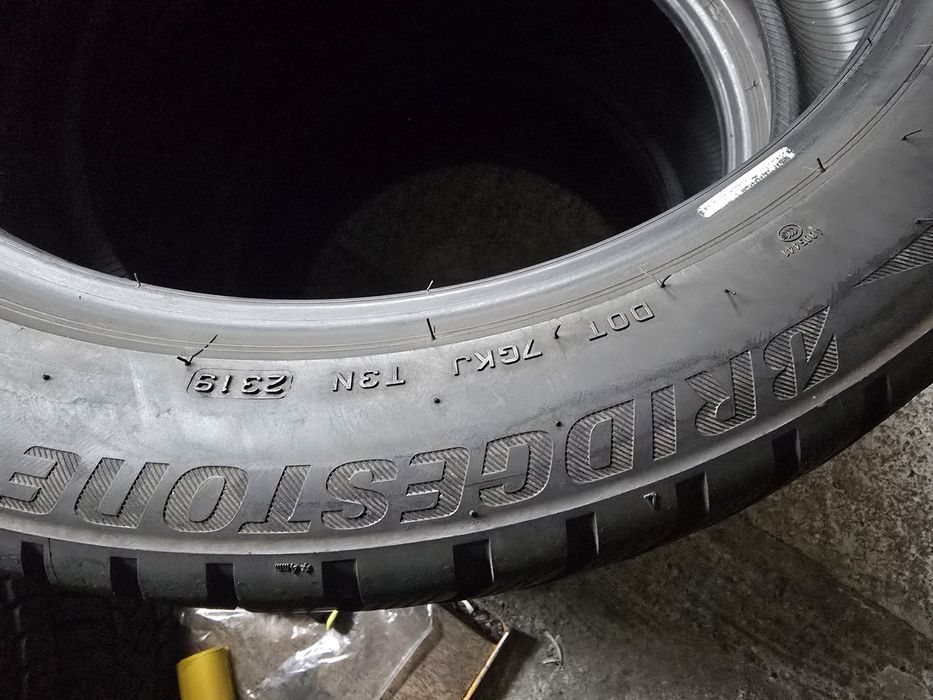 BRIDGESTONE
DOT 7GKJ T3N 2319